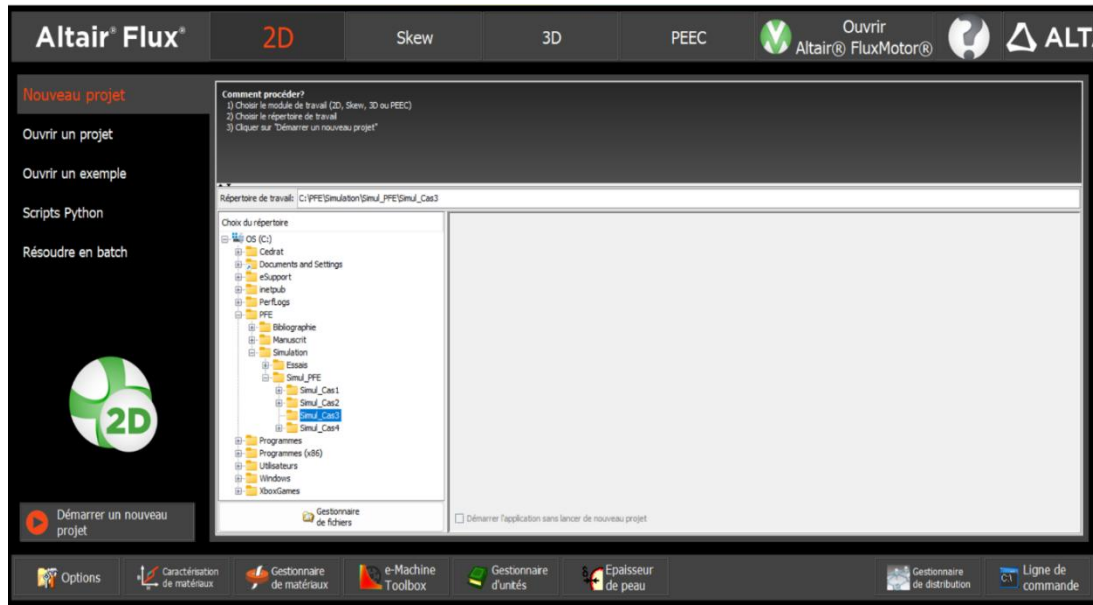 Altair® Flux®
2D
Skew
3D
PEEC
Ouvrir
Altair® FluxMotor®
ALT
Nouveau projet
Ouvrir un projet
Ouvrir un exemple
Scripts Python
Résoudre en batch
2D
Démarrer un nouveau
projet
Comment procéder?
1) Choisir le module de travail (2D, Skew, 3D ou PEEC)
2) Choisir le répertoire de travail
3) Cliquer sur "Démarrer un nouveau projet"
Répertoire de travail: C:\PFE\Simulation\Simul_PFE\Simul_Cas3
Choix du répertoire
OS (C:)
Cedrat
Documents and Settings
eSupport
inetpub
PerfLogs
PFE
Bibliographie
Manuscrit
Simulation
Essais
Simul_PFE
Simul_Cas1
Simul_Cas2
Simul_Cas3
Simul_Cas4
Programmes
Programmes (x86)
Utilisateurs
Windows
XboxGames
Gestionnaire
de fichiers
Démarrer l'application sans lancer de nouveau projet
Options
Caractérisation
de matériaux
Gestionnaire
de matériaux
e-Machine
Toolbox
Gestionnaire
d'unités
Epaisseur
de peau
Gestionnaire
de distribution
Ligne de
commande